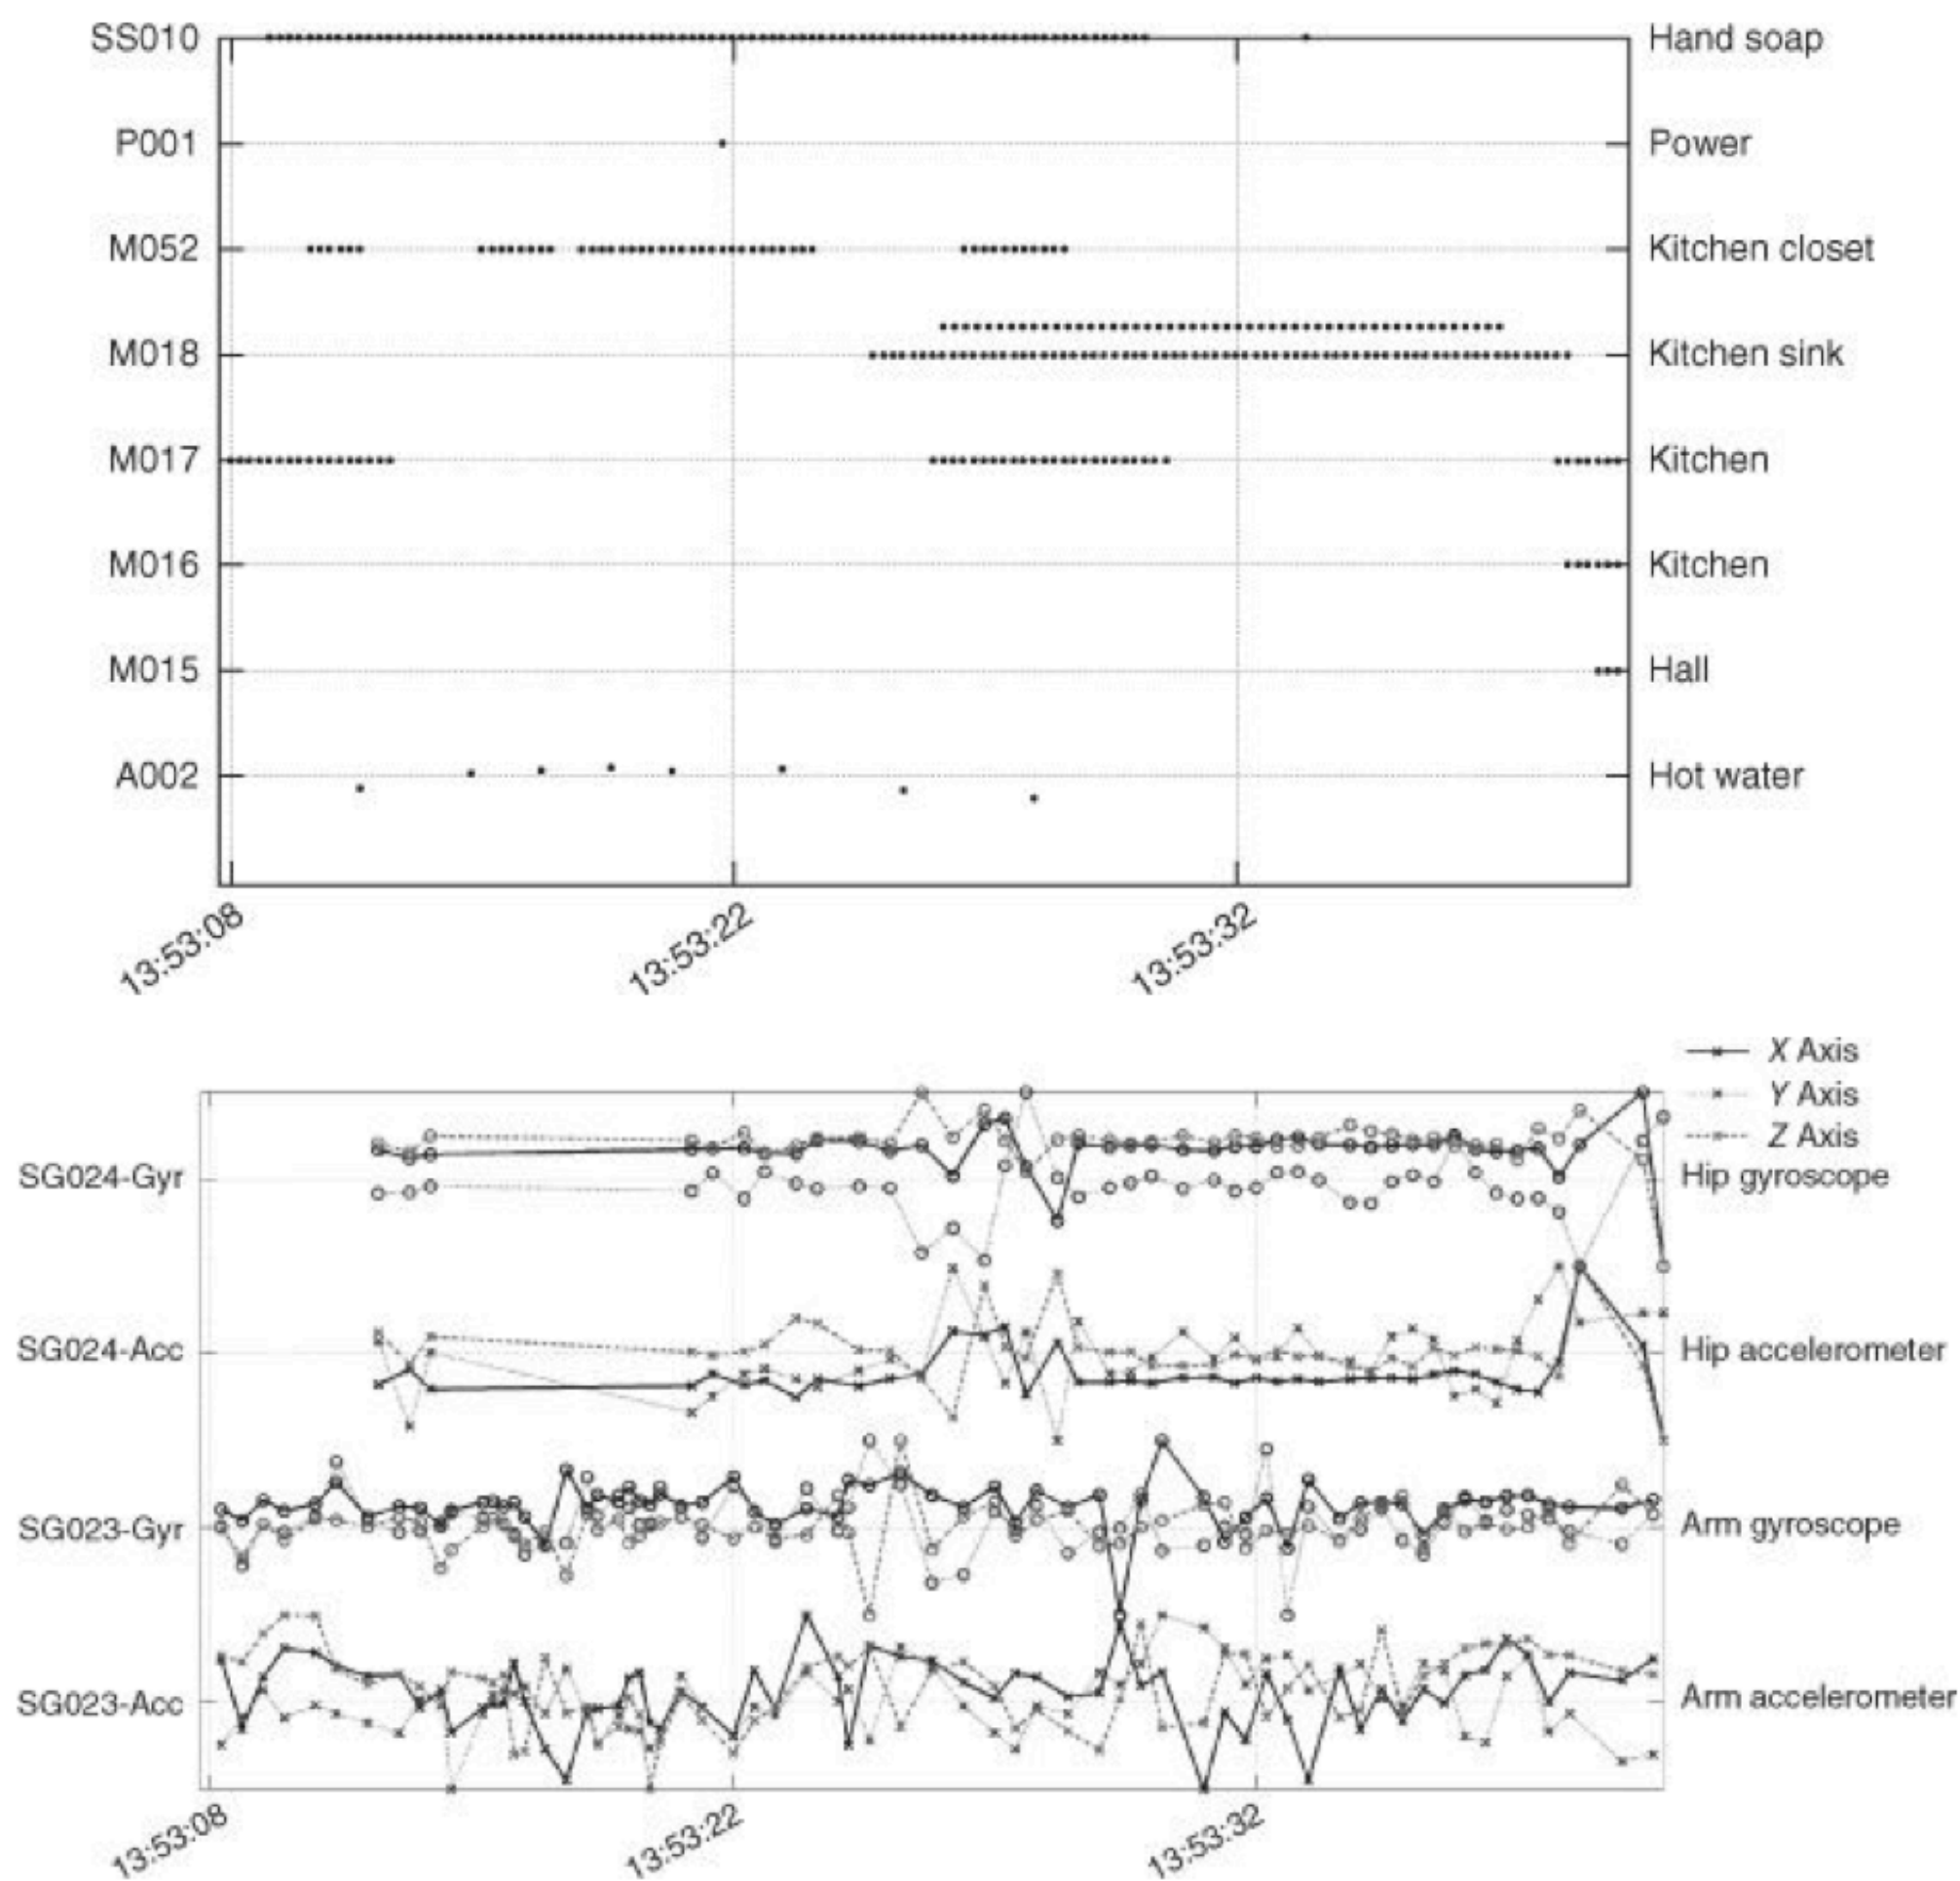 SS010 Hand soap
P001 Power
M052 Kitchen closet
M018 Kitchen sink
M017 Kitchen
M016 Kitchen
M015 Hall
A002 Hot water
13:53:08 13:53:22 13:53:32
X Axis
Y Axis
Z Axis
SG024-Gyr Hip gyroscope
SG024-Acc Hip accelerometer
SG023-Gyr Arm gyroscope
SG023-Acc Arm accelerometer
13:53:08 13:53:22 13:53:32